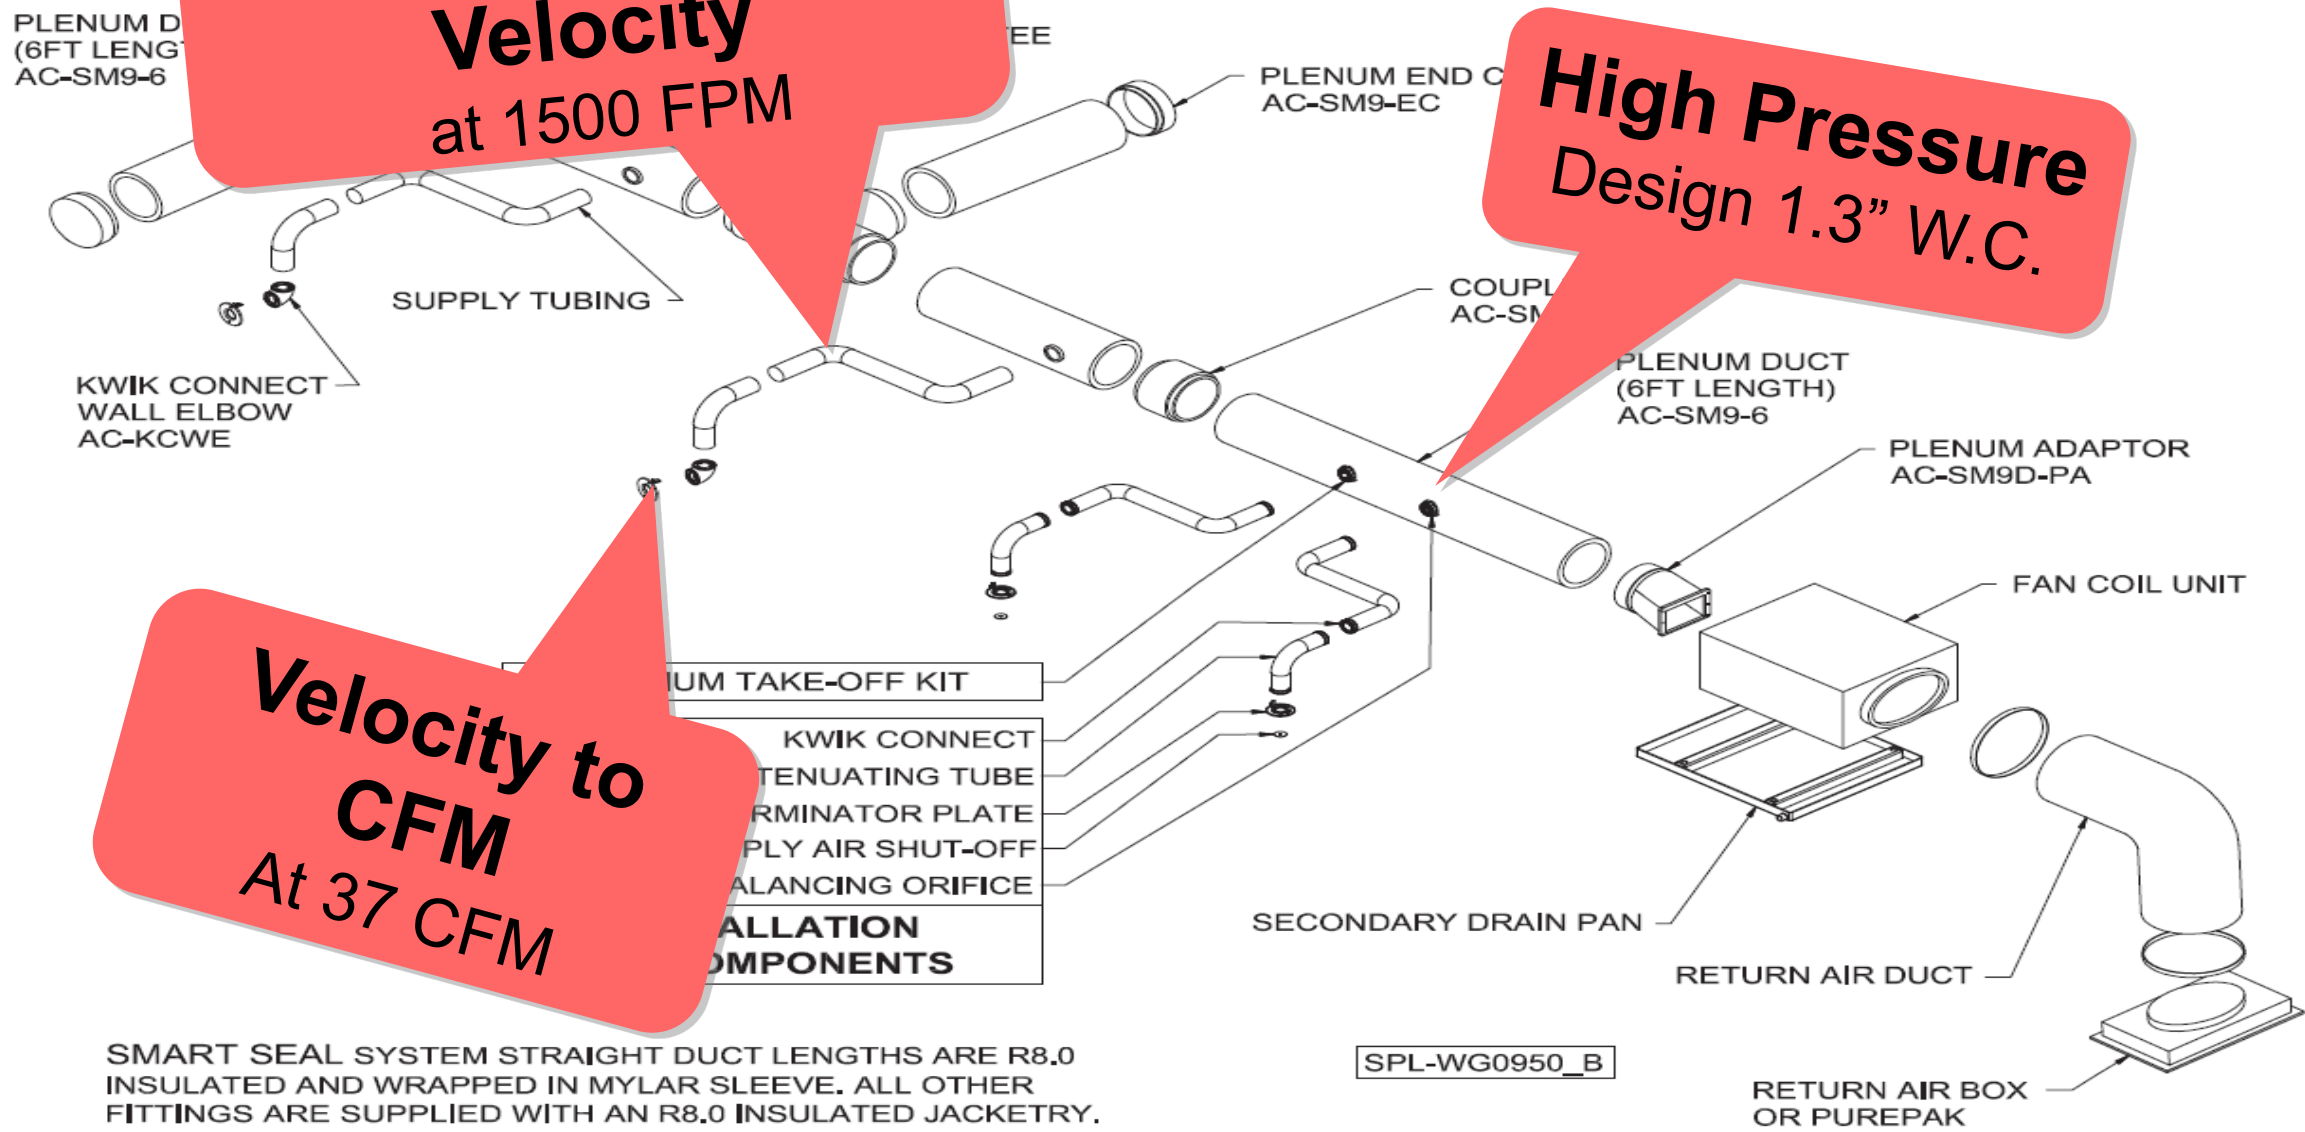 PLENUM D
(6FT LENG
AC-SM9-6
Velocity
at 1500 FPM
EE
PLENUM END C
AC-SM9-EC
High Pressure
Design 1.3” W.C.
SUPPLY TUBING
COUPL
AC-SM
KWIK CONNECT
WALL ELBOW
AC-KCWE
PLENUM DUCT
(6FT LENGTH)
AC-SM9-6
PLENUM ADAPTOR
AC-SM9D-PA
FAN COIL UNIT
Velocity to
CFM
At 37 CFM
UM TAKE-OFF KIT
KWIK CONNECT
TENUATING TUBE
RMINATOR PLATE
PLY AIR SHUT-OFF
ALANCING ORIFICE
ALLATION
OMPONENTS
SECONDARY DRAIN PAN
RETURN AIR DUCT
SMART SEAL SYSTEM STRAIGHT DUCT LENGTHS ARE R8.0
INSULATED AND WRAPPED IN MYLAR SLEEVE. ALL OTHER
FITTINGS ARE SUPPLIED WITH AN R8.0 INSULATED JACKETRY.
SPL-WG0950_B
RETURN AIR BOX
OR PUREPAK